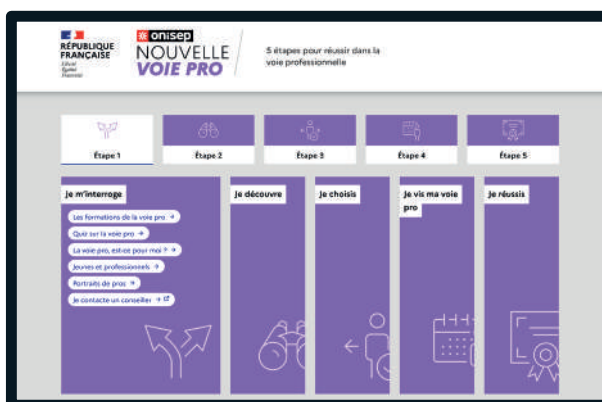 RÉPUBLIQUE
FRANÇAISE
Liberté
Égalité
Fraternité
onisep
NOUVELLE
VOIE PRO
5 étapes pour réussir dans la
voie professionnelle
Étape 1
Étape 2
Étape 3
Étape 4
Étape 5
Je m'interroge
Les formations de la voie pro →
Quiz sur la voie pro →
La voie pro, est-ce pour moi ? →
Jeunes et professionnels →
Portraits de pros →
Je contacte un conseiller →
Je découvre
Je choisis
Je vis ma voie
pro
Je réussis